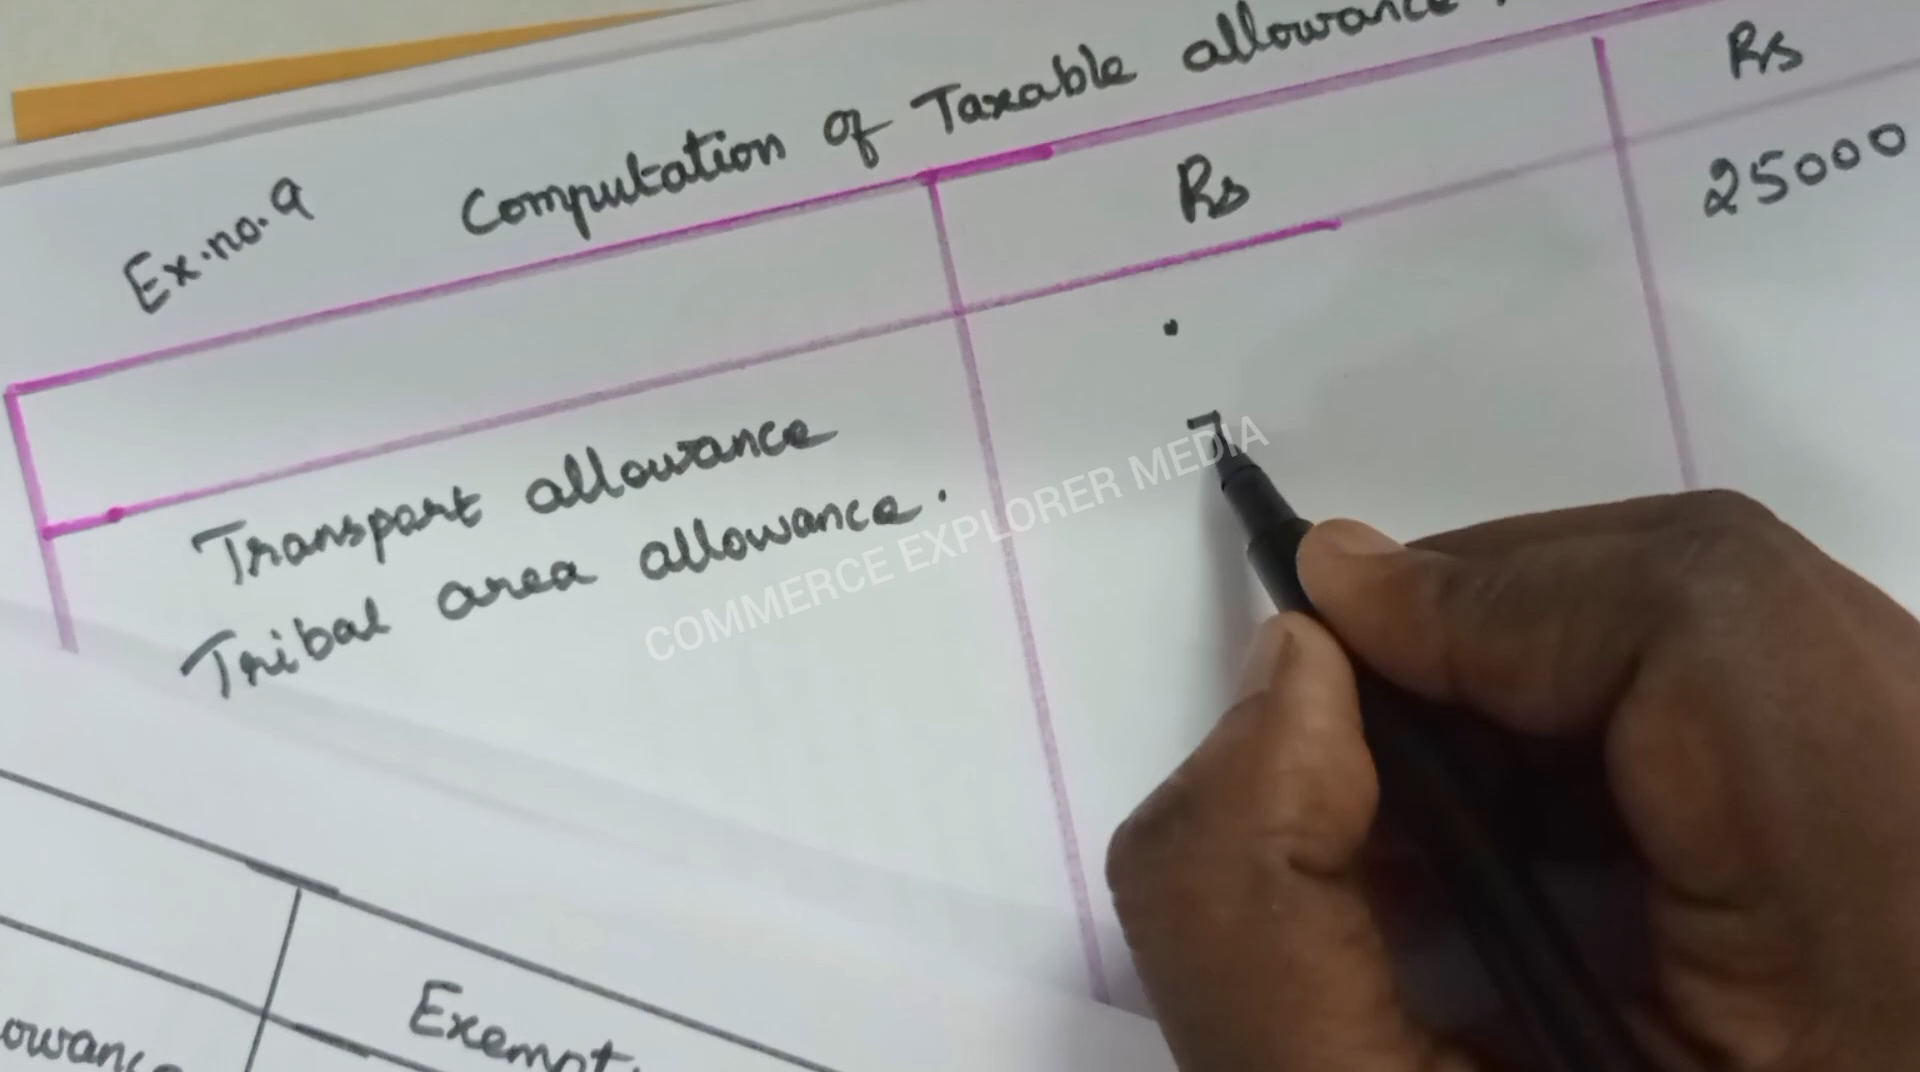 Ex.no.9 Computation of Taxable allowance.
Rs Rs
Transport allowance . 25000
Tribal area allowance. 7
COMMERCE EXPLORER MEDIA
Exempt